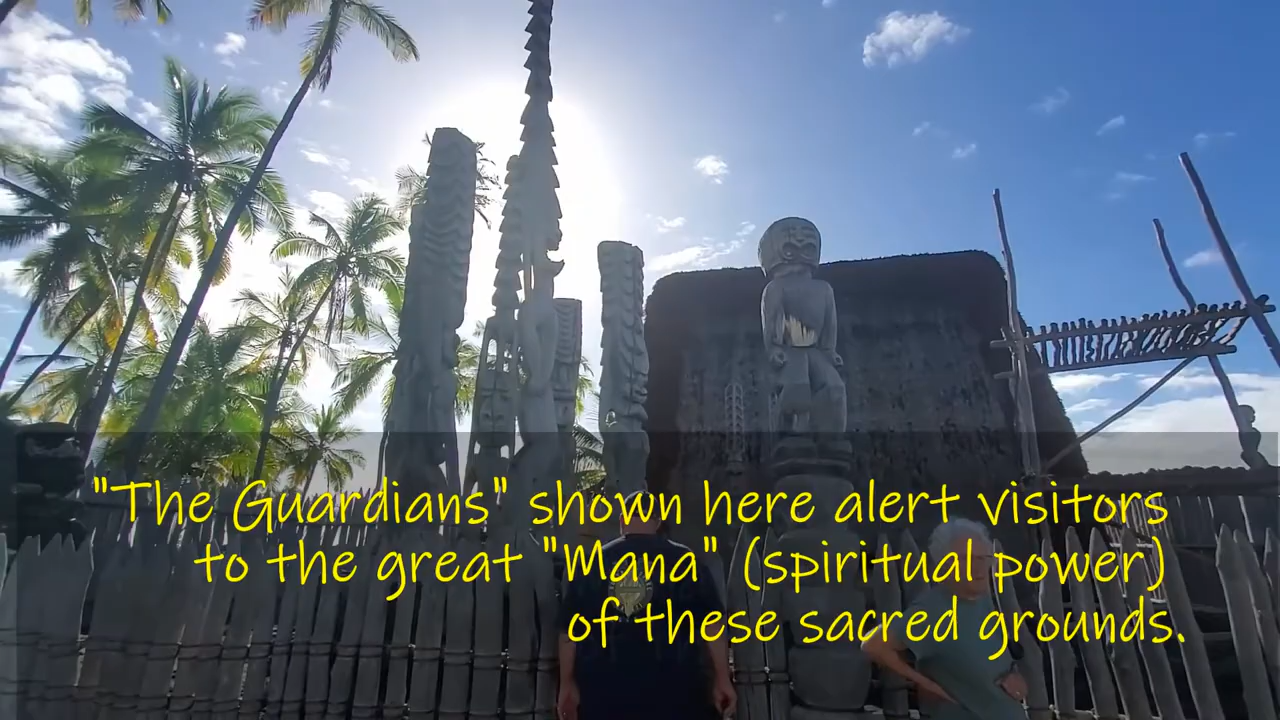 "The Guardians" shown here alert visitors
to the great "Mana" (spiritual power)
of these sacred grounds.